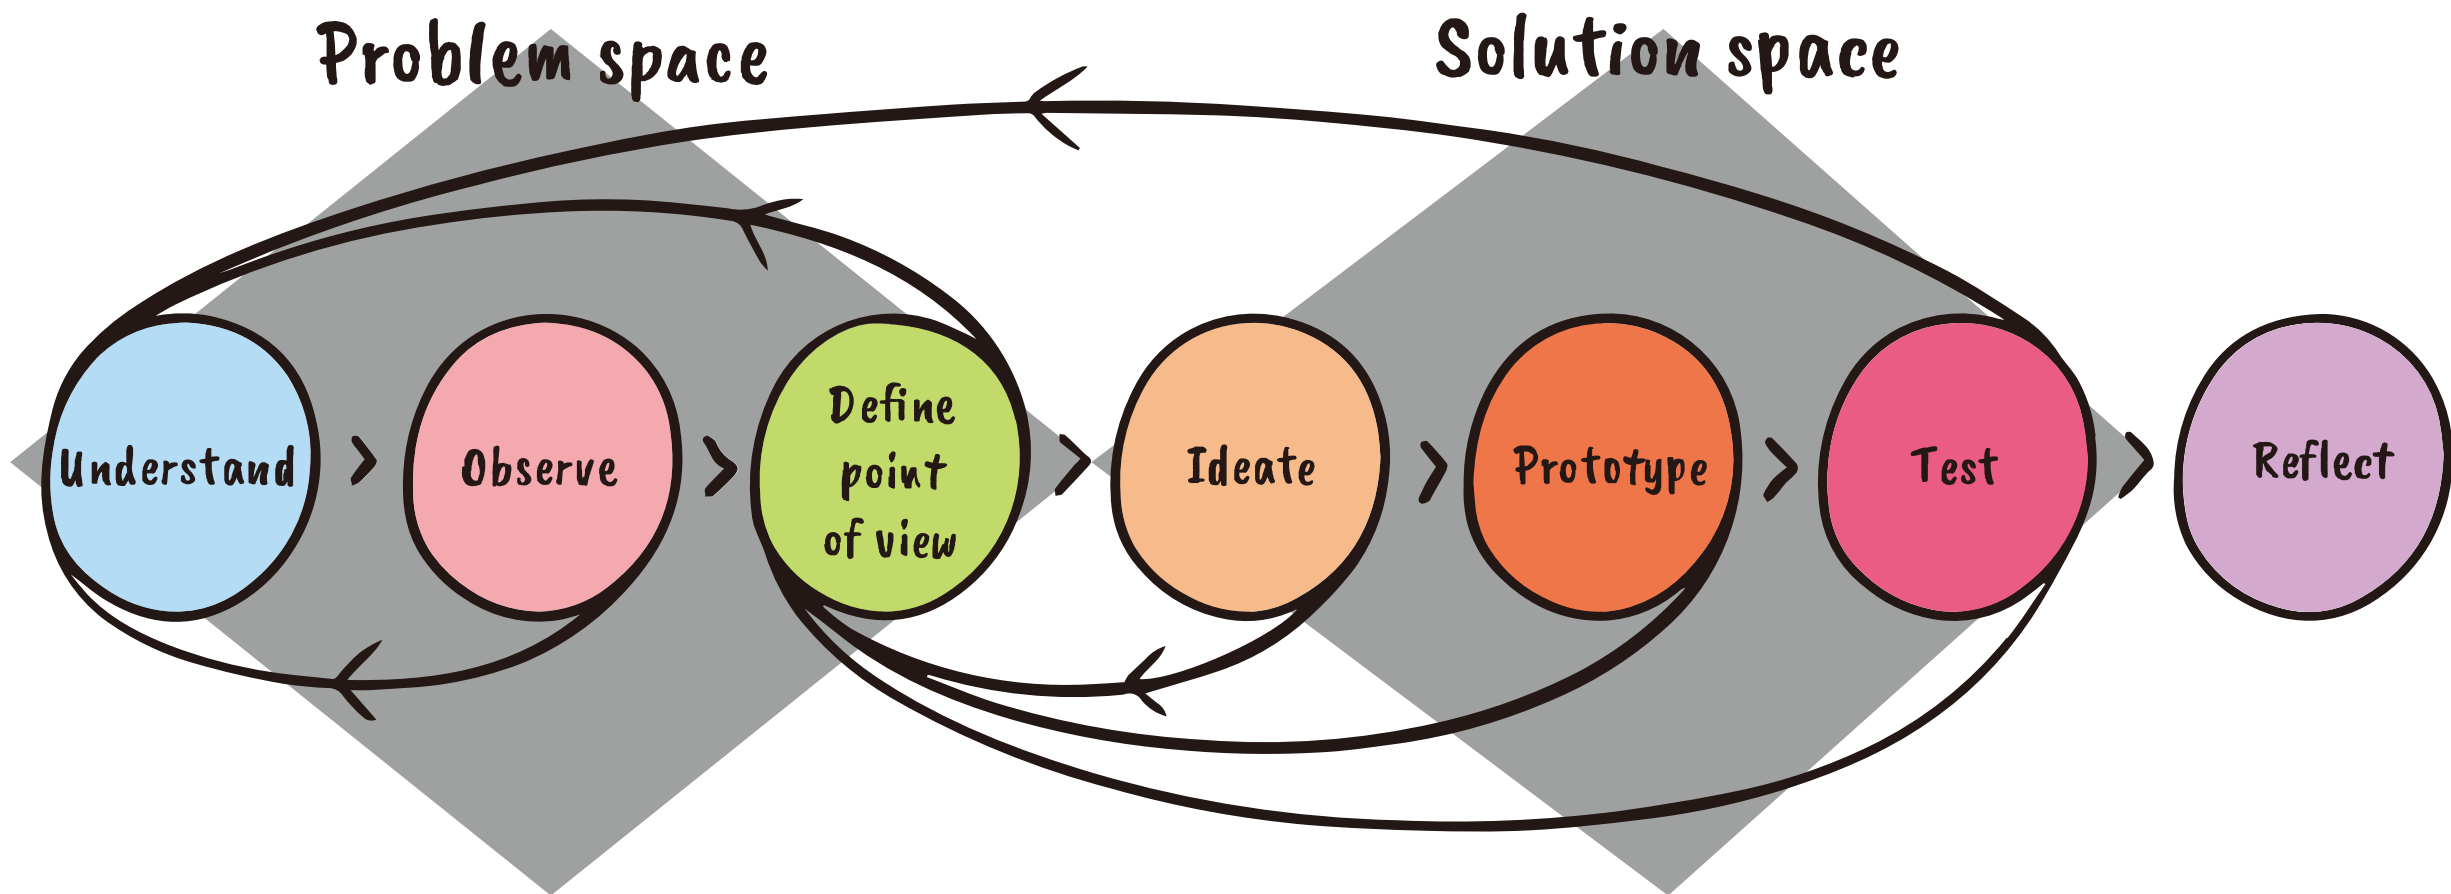 Problem space
Solution space
Understand
Observe
Define
point
of view
Ideate
Prototype
Test
Reflect